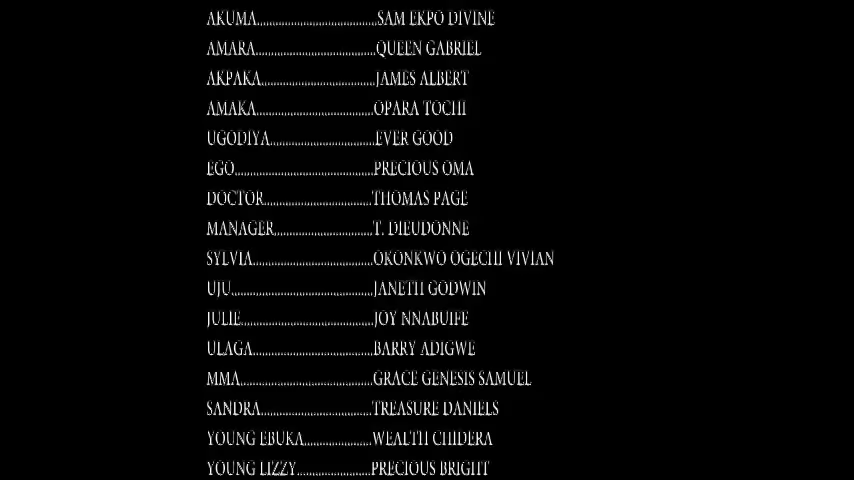 AKUMA........................................SAM EKPO DIVINE
AMARA........................................QUEEN GABRIEL
AKPAKA......................................JAMES ALBERT
AMAKA.......................................OPARA TOCHI
UGODIYA...................................EVER GOOD
EGO..............................................PRECIOUS OMA
DOCTOR....................................THOMAS PAGE
MANAGER.................................T. DIEUDONNE
SYLVIA........................................OKONKWO OGECHI VIVIAN
UJU...............................................JANETH GODWIN
JULIE............................................JOY NNABUIFE
ULAGA........................................BARRY ADIGWE
MMA............................................GRACE GENESIS SAMUEL
SANDRA.....................................TREASURE DANIELS
YOUNG EBUKA.......................WEALTH CHIDERA
YOUNG LIZZY.........................PRECIOUS BRIGHT